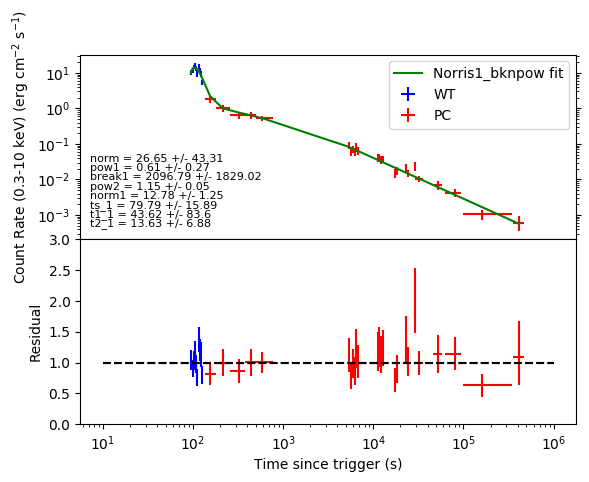 Count Rate (0.3-10 keV) (erg cm⁻² s⁻¹)
10¹
10⁰
10⁻¹
10⁻²
10⁻³
Norris1_bknpow fit
WT
PC
norm = 26.65 +/- 43.31
pow1 = 0.61 +/- 0.27
break1 = 2096.79 +/- 1829.02
pow2 = 1.15 +/- 0.05
norm1 = 12.78 +/- 1.25
ts_1 = 79.79 +/- 15.89
t1_1 = 43.62 +/- 83.6
t2_1 = 13.63 +/- 6.88
Residual
3.0
2.5
2.0
1.5
1.0
0.5
0.0
10¹ 10² 10³ 10⁴ 10⁵ 10⁶
Time since trigger (s)